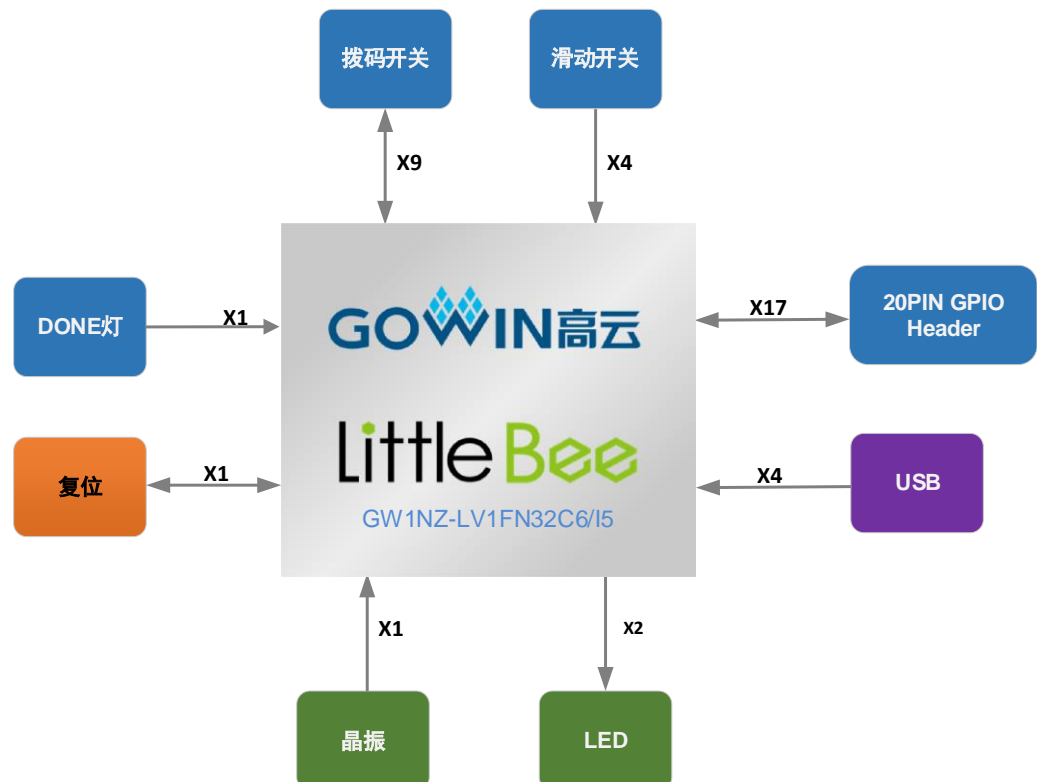 拨码开关
滑动开关
X9
X4
DONE灯
X1
GOWIN高云
X17
20PIN GPIO
Header
Little Bee
复位
X1
X4
USB
GW1NZ-LV1FN32C6/I5
X1
X2
晶振
LED